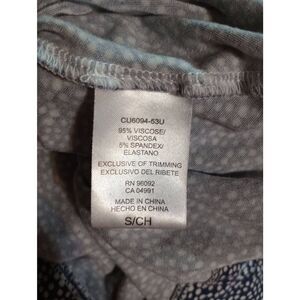 CU6094-53U
95% VISCOSE/
VISCOSA
5% SPANDEX/
ELASTANO
EXCLUSIVE OF TRIMMING
EXCLUSIVO DEL RIBETE
RN 96092
CA 04991
MADE IN CHINA
HECHO EN CHINA
S/CH